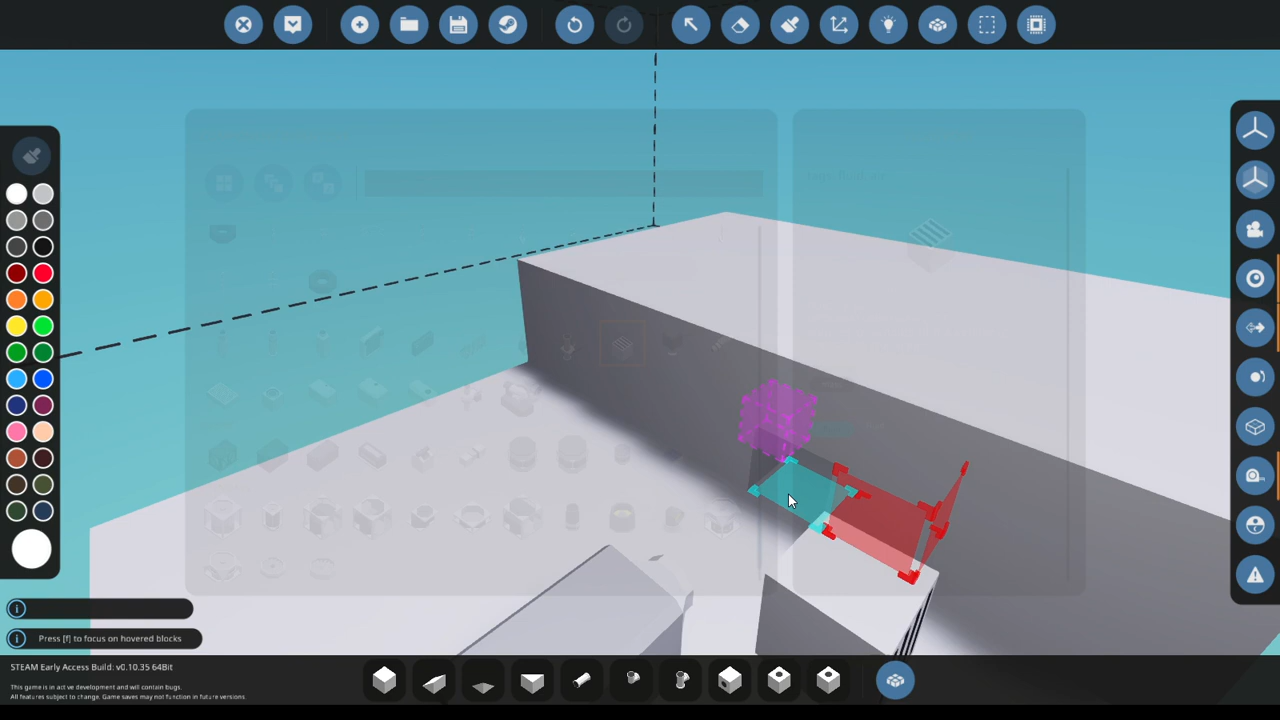 Press [f] to focus on hovered blocks
STEAM Early Access Build: v0.10.35 64Bit
This game is in active development and will contain bugs.
All features subject to change. Game saves may not function in future versions.